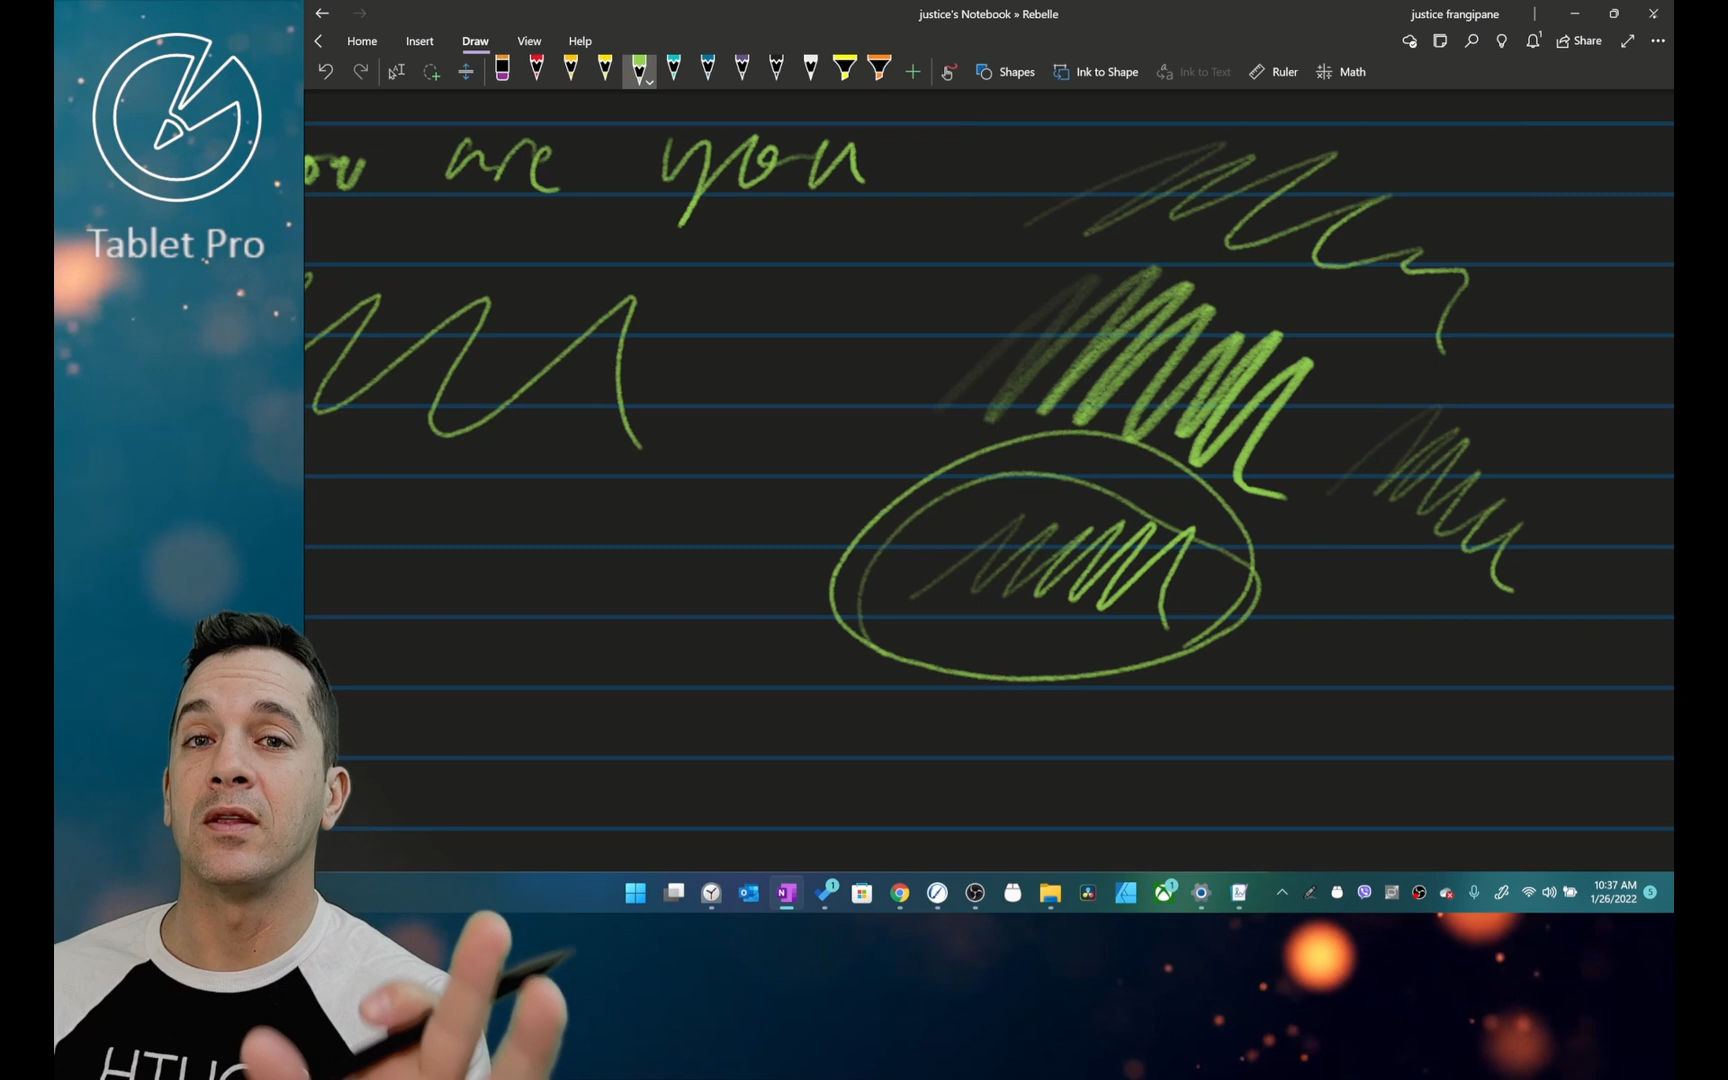 justice's Notebook » Rebelle
justice frangipane
Home Insert Draw View Help
Share
Shapes Ink to Shape Ink to Text Ruler Math
are you
Tablet Pro
10:37 AM
1/26/2022